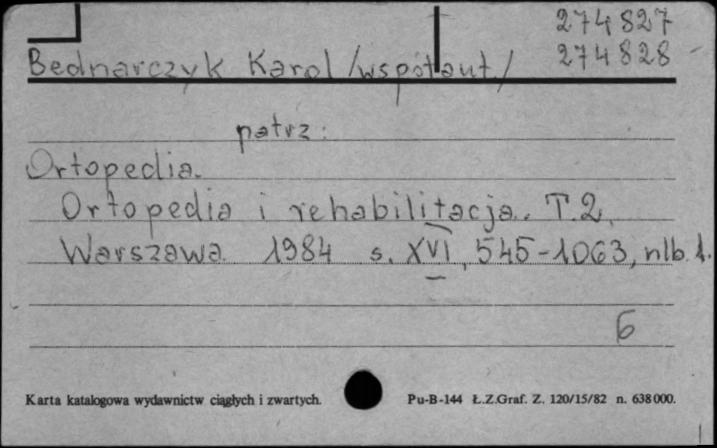 274827
Bednarczyk Karol /współaut./ 274828
patrz:
Ortopedia.
Ortopedia i rehabilitacja. T.2.
Warszawa 1984 s. XVI, 545-1063, nlb. 1.
6
Karta katalogowa wydawnictw ciągłych i zwartych. Pu-B-144 Ł.Z.Graf. Z. 120/15/82 n. 638000.